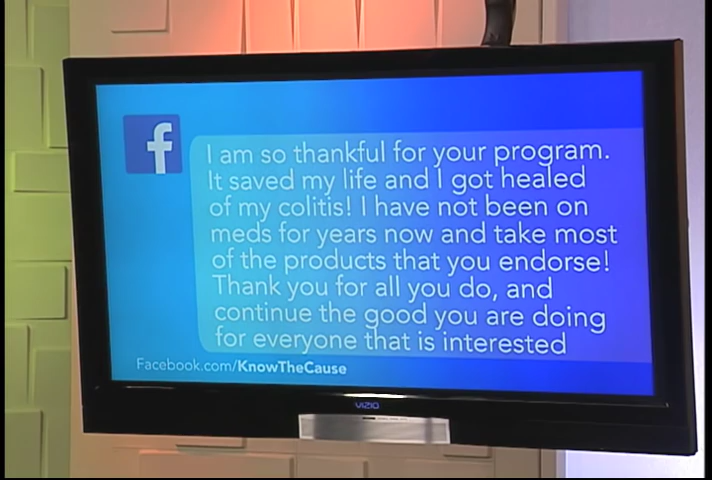 f
I am so thankful for your program.
It saved my life and I got healed
of my colitis! I have not been on
meds for years now and take most
of the products that you endorse!
Thank you for all you do, and
continue the good you are doing
for everyone that is interested
Facebook.com/KnowTheCause
VIZIO